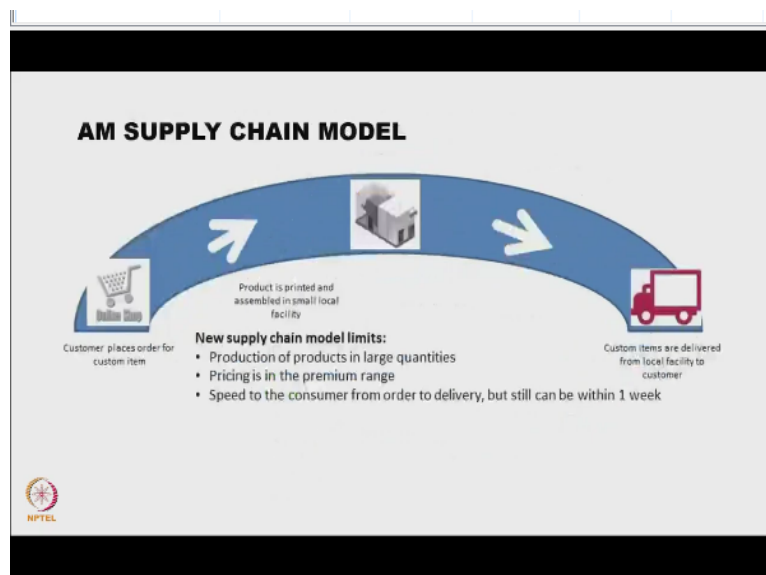 AM SUPPLY CHAIN MODEL
Online Shop
Customer places order for
custom item
Product is printed and
assembled in small local
facility
Custom items are delivered
from local facility to
customer
New supply chain model limits:
• Production of products in large quantities
• Pricing is in the premium range
• Speed to the consumer from order to delivery, but still can be within 1 week
NPTEL